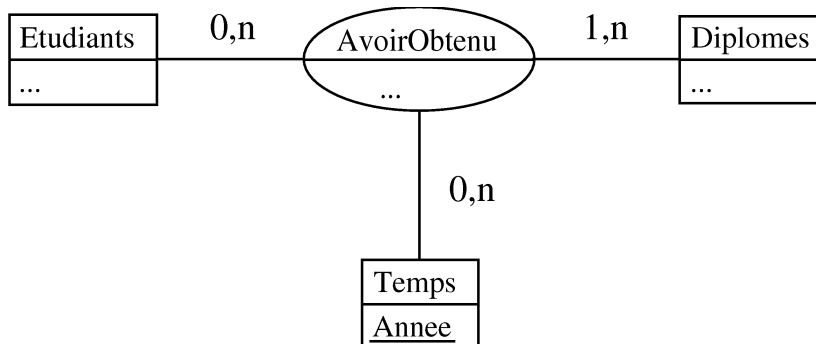 Etudiants
...
0,n
AvoirObtenu
...
1,n
Diplomes
...
0,n
Temps
Annee